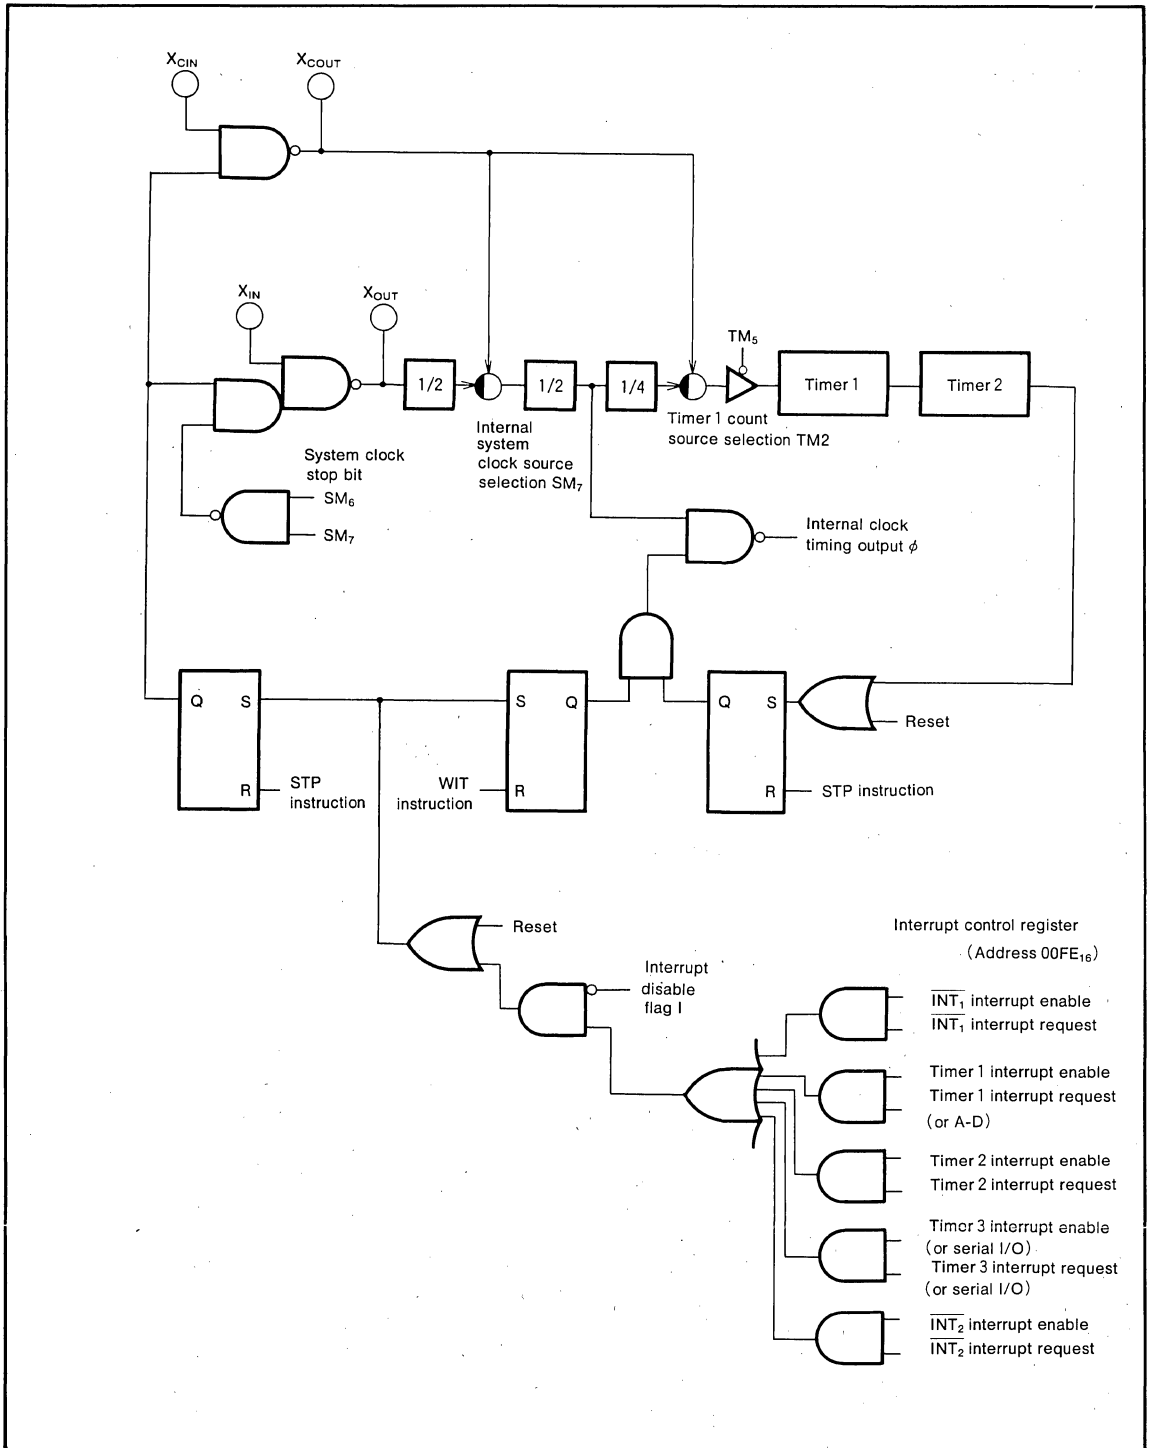 XCIN XCOUT
XIN XOUT
TM5
1/2 1/2 1/4 Timer 1 Timer 2
Internal
system
clock source
selection SM7
Timer 1 count
source selection TM2
System clock
stop bit
SM6
SM7
Internal clock
timing output ϕ
Q S
R
STP
instruction
S Q
R
WIT
instruction
Q S
R
Reset
STP instruction
Reset
Interrupt
disable
flag I
Interrupt control register
(Address 00FE16)
INT1 interrupt enable
INT1 interrupt request
Timer 1 interrupt enable
Timer 1 interrupt request
(or A-D)
Timer 2 interrupt enable
Timer 2 interrupt request
Timer 3 interrupt enable
(or serial I/O)
Timer 3 interrupt request
(or serial I/O)
INT2 interrupt enable
INT2 interrupt request